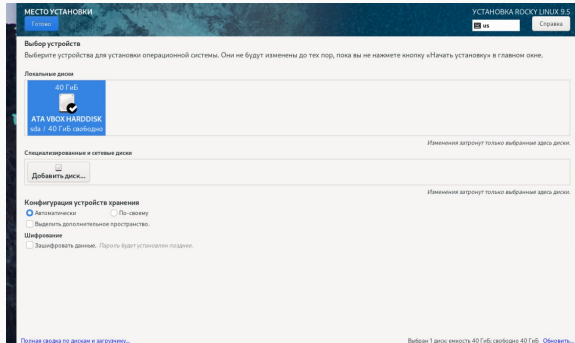 МЕСТО УСТАНОВКИ
УСТАНОВКА ROCKY LINUX 9.5
Готово
us
Справка
Выбор устройств
Выберите устройства для установки операционной системы. Они не будут изменены до тех пор, пока вы не нажмете кнопку «Начать установку» в главном окне.
Локальные диски
40 ГиБ
ATA VBOX HARDDISK
sda / 40 ГиБ свободно
Изменения затронут только выбранные здесь диски.
Специализированные и сетевые диски
Добавить диск...
Изменения затронут только выбранные здесь диски.
Конфигурация устройств хранения
Автоматически
По-своему
Выделить дополнительное пространство.
Шифрование
Зашифровать данные. Пароль будет установлен позднее.
Полная сводка по дискам и загрузчику...
Выбран 1 диск; емкость 40 ГиБ; свободно 40 ГиБ Обновить...